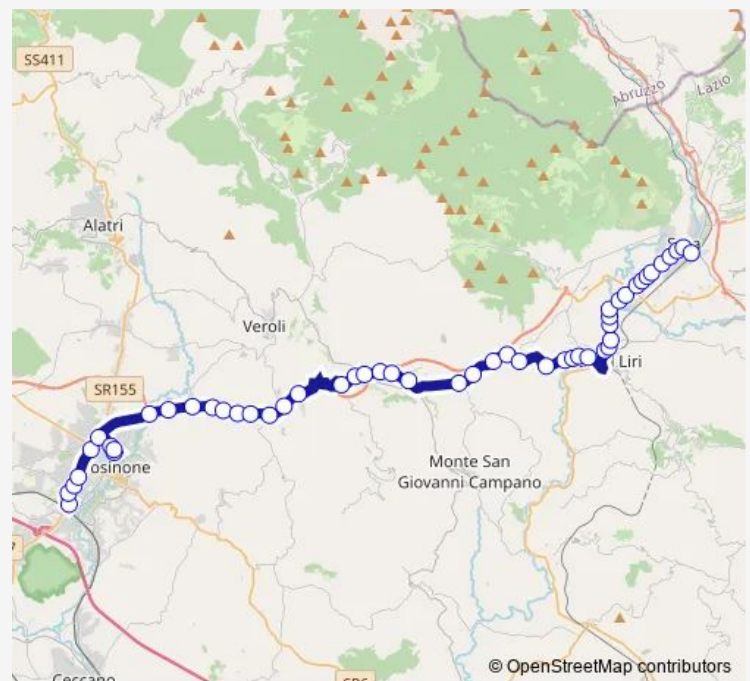 SS411
Abruzzo
Lazio
Alatri
Veroli
Liri
SR155
osinone
Monte San
Giovanni Campano
© OpenStreetMap contributors